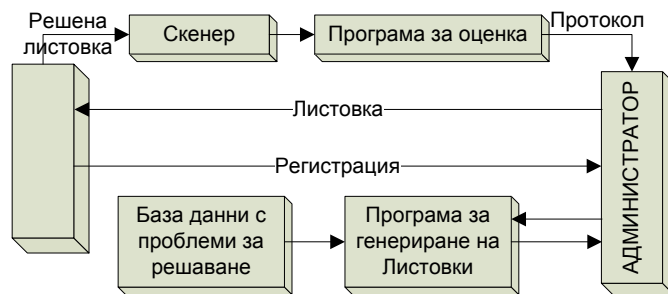 Решена
листовка
Скенер
Програма за оценка
Протокол
Листовка
Регистрация
АДМИНИСТРАТОР
База данни с
проблеми за
решаване
Програма за
генериране на
Листовки